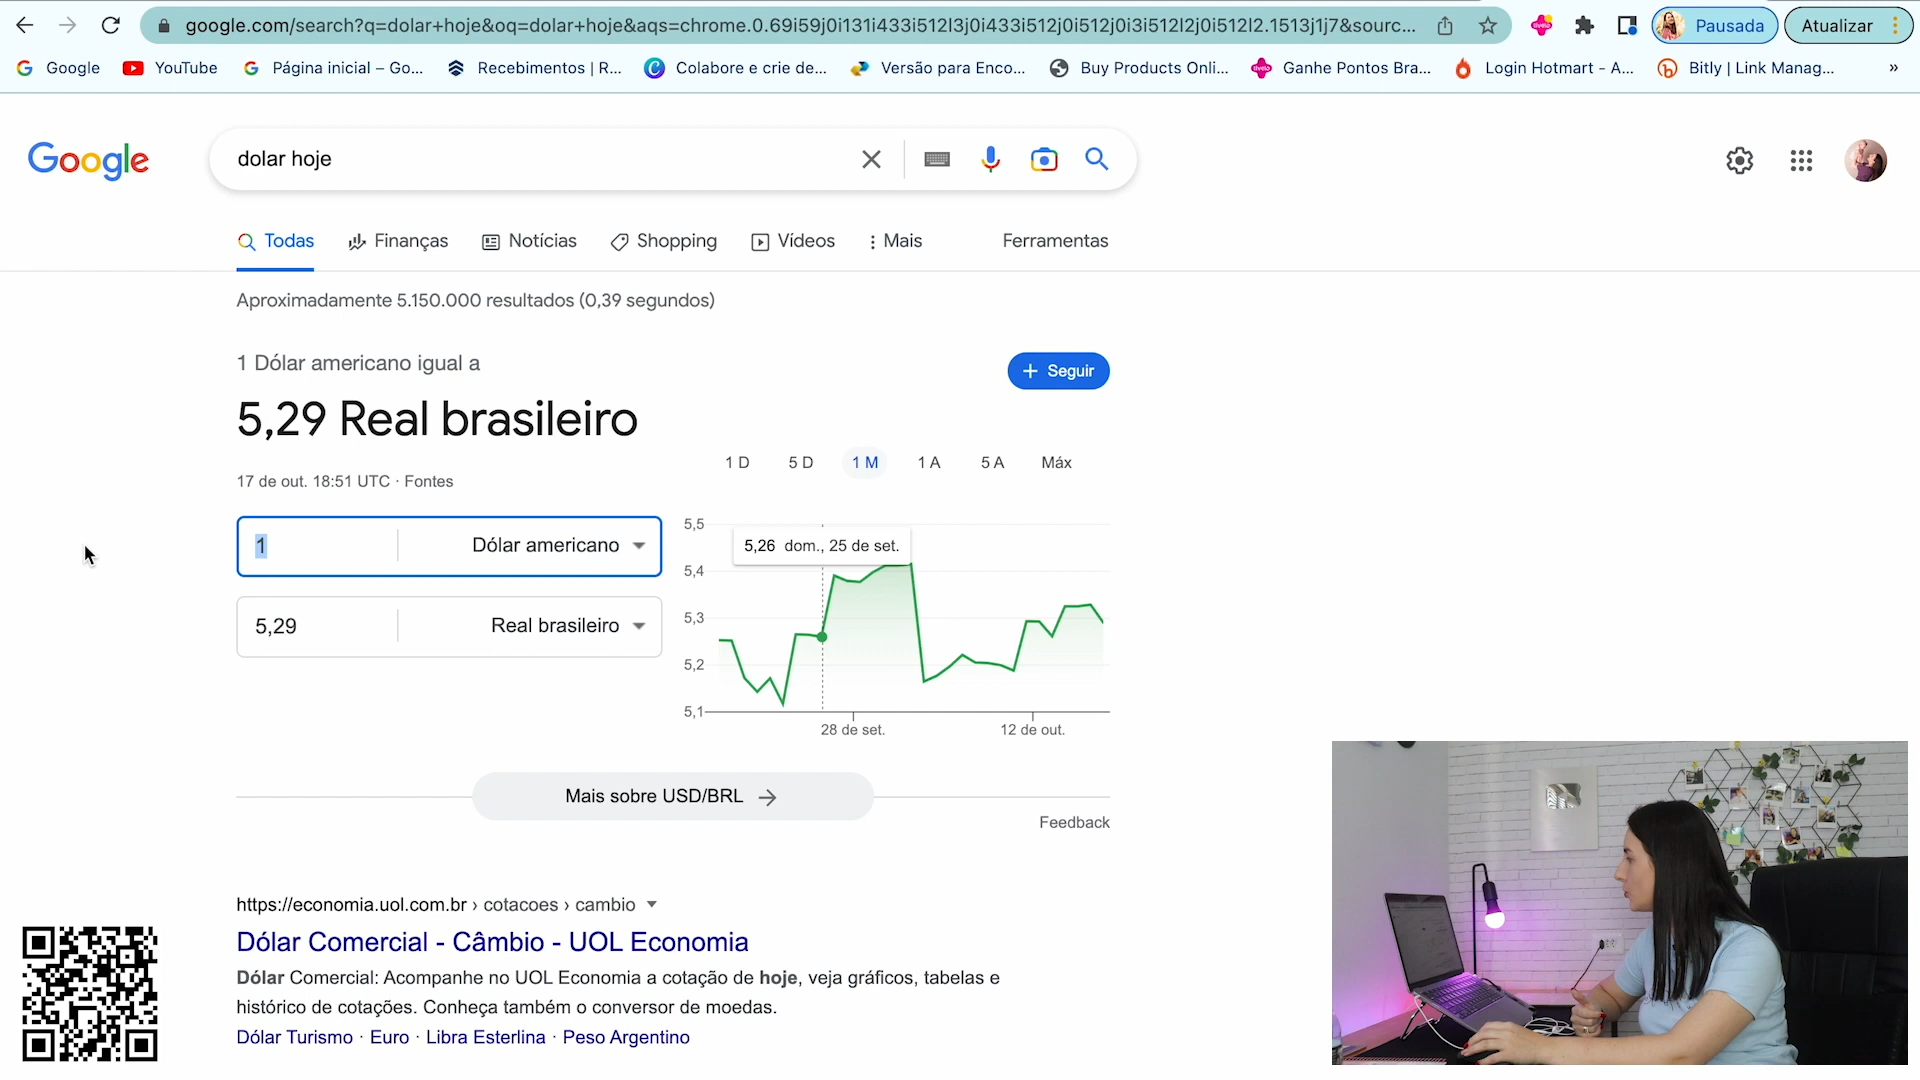 google.com/search?q=dolar+hoje&oq=dolar+hoje&aqs=chrome.0.69i59j0i131i433i512l3j0i433i512j0i512j0i3i512l2j0i512l2.1513j1j7&sourc...
Pausada
Atualizar
Google
YouTube
Página inicial – Go...
Recebimentos | R...
Colabore e crie de...
Versão para Enco...
Buy Products Onli...
Ganhe Pontos Bra...
Login Hotmart - A...
Bitly | Link Manag...
»
Google
dolar hoje
Todas
Finanças
Notícias
Shopping
Vídeos
Mais
Ferramentas
Aproximadamente 5.150.000 resultados (0,39 segundos)
1 Dólar americano igual a
+ Seguir
5,29 Real brasileiro
17 de out. 18:51 UTC · Fontes
1 D
5 D
1 M
1 A
5 A
Máx
1
Dólar americano
5,29
Real brasileiro
5,5
5,26 dom., 25 de set.
5,4
5,3
5,2
5,1
28 de set.
12 de out.
Mais sobre USD/BRL
Feedback
https://economia.uol.com.br › cotacoes › cambio
Dólar Comercial - Câmbio - UOL Economia
Dólar Comercial: Acompanhe no UOL Economia a cotação de hoje, veja gráficos, tabelas e
histórico de cotações. Conheça também o conversor de moedas.
Dólar Turismo · Euro · Libra Esterlina · Peso Argentino